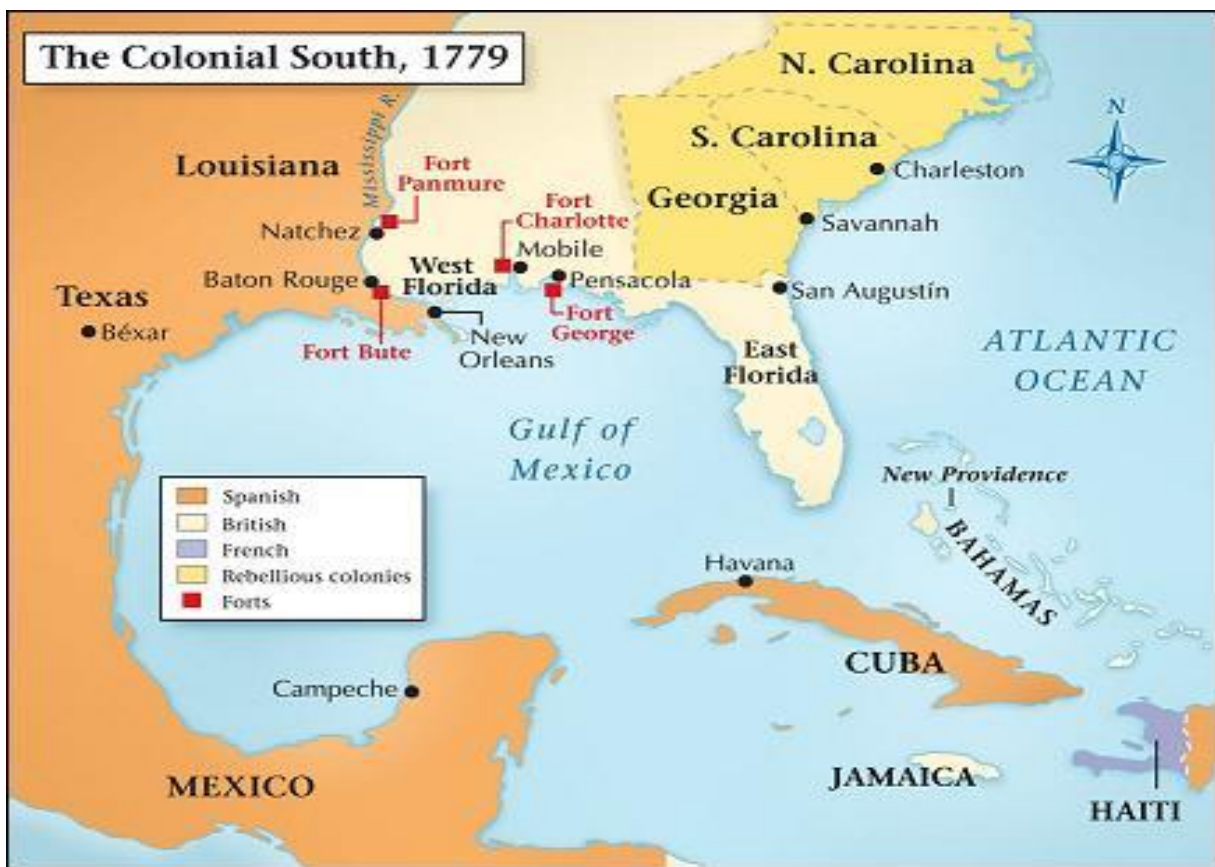 The Colonial South, 1779
N. Carolina
S. Carolina
Georgia
Charleston
Savannah
N
Louisiana
Mississippi R.
Fort
Panmure
Natchez
Fort
Charlotte
Mobile
Baton Rouge
West
Florida
Pensacola
San Augustín
Texas
Béxar
Fort Bute
New
Orleans
Fort
George
East
Florida
ATLANTIC
OCEAN
Gulf of
Mexico
New Providence
BAHAMAS
Spanish
British
French
Rebellious colonies
Forts
Havana
CUBA
Campeche
MEXICO
JAMAICA
HAITI